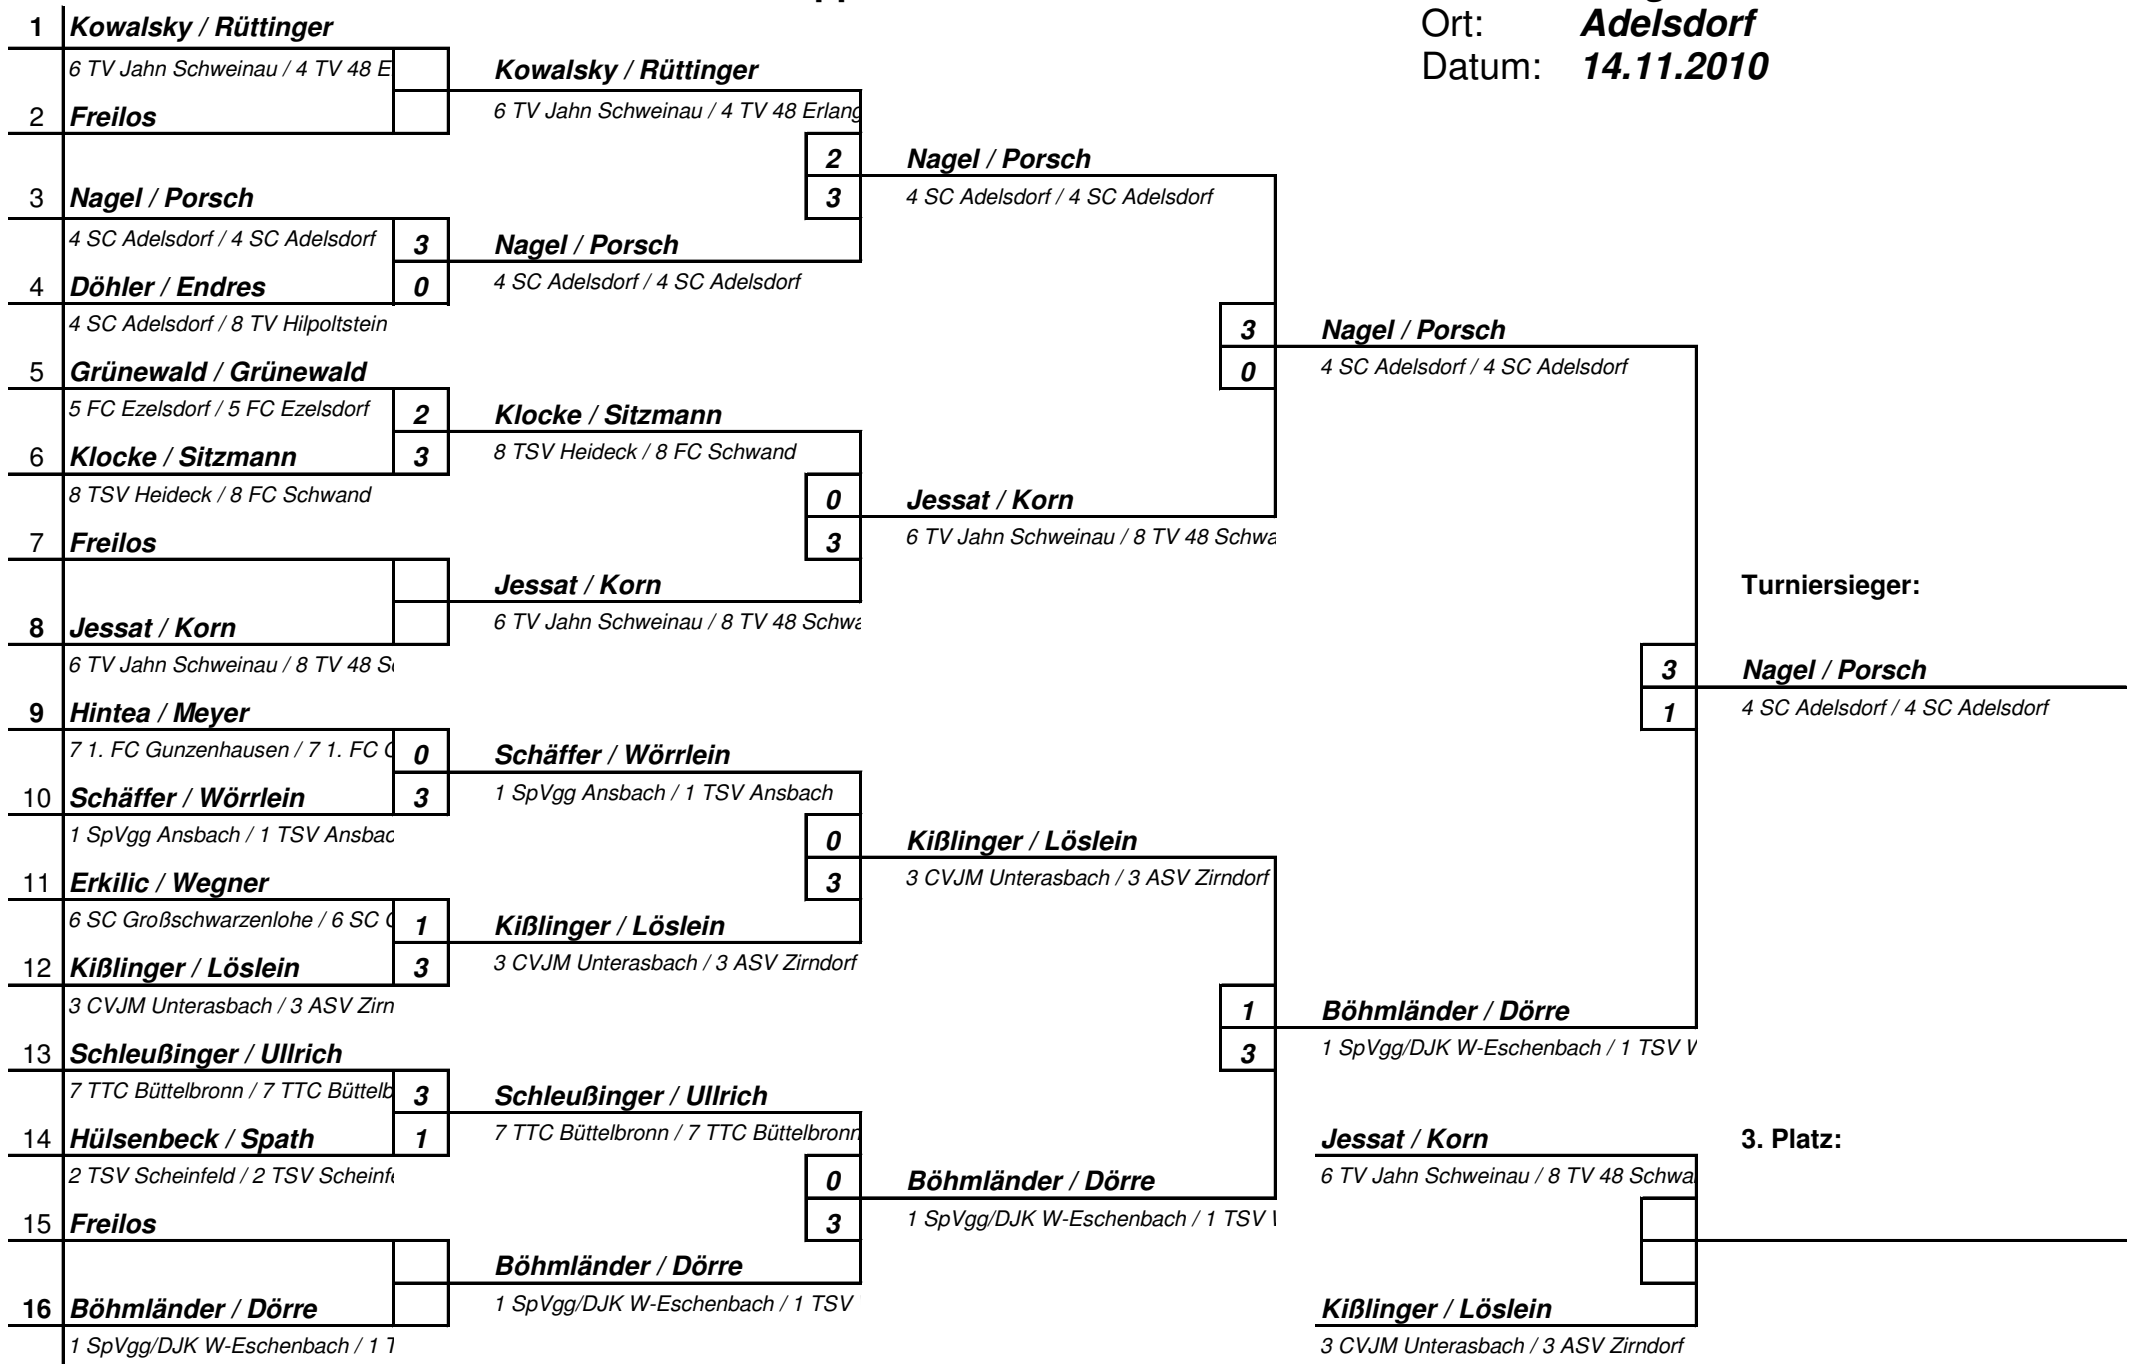 Ort: Adelsdorf
Datum: 14.11.2010
1 Kowalsky / Rüttinger
6 TV Jahn Schweinau / 4 TV 48 E
2 Freilos
3 Nagel / Porsch
4 SC Adelsdorf / 4 SC Adelsdorf 3
4 Döhler / Endres 0
4 SC Adelsdorf / 8 TV Hilpoltstein
5 Grünewald / Grünewald
5 FC Ezelsdorf / 5 FC Ezelsdorf 2
6 Klocke / Sitzmann 3
8 TSV Heideck / 8 FC Schwand
7 Freilos
8 Jessat / Korn
6 TV Jahn Schweinau / 8 TV 48 S
9 Hintea / Meyer
7 1. FC Gunzenhausen / 7 1. FC 0
10 Schäffer / Wörrlein 3
1 SpVgg Ansbach / 1 TSV Ansbac
11 Erkilic / Wegner
6 SC Großschwarzenlohe / 6 SC 1
12 Kißlinger / Löslein 3
3 CVJM Unterasbach / 3 ASV Zirn
13 Schleußinger / Ullrich
7 TTC Büttelbronn / 7 TTC Büttelb 3
14 Hülsenbeck / Spath 1
2 TSV Scheinfeld / 2 TSV Scheinfe
15 Freilos
16 Böhmländer / Dörre
1 SpVgg/DJK W-Eschenbach / 1 T
Kowalsky / Rüttinger
6 TV Jahn Schweinau / 4 TV 48 Erlang
2
3
Nagel / Porsch
4 SC Adelsdorf / 4 SC Adelsdorf
Klocke / Sitzmann
8 TSV Heideck / 8 FC Schwand
0
3
Jessat / Korn
6 TV Jahn Schweinau / 8 TV 48 Schwa
Schäffer / Wörrlein
1 SpVgg Ansbach / 1 TSV Ansbach
0
3
Kißlinger / Löslein
3 CVJM Unterasbach / 3 ASV Zirndorf
Schleußinger / Ullrich
7 TTC Büttelbronn / 7 TTC Büttelbronn
0
3
Böhmländer / Dörre
1 SpVgg/DJK W-Eschenbach / 1 TSV
Nagel / Porsch
4 SC Adelsdorf / 4 SC Adelsdorf
3
0
Jessat / Korn
6 TV Jahn Schweinau / 8 TV 48 Schwa
Kißlinger / Löslein
3 CVJM Unterasbach / 3 ASV Zirndorf
1
3
Böhmländer / Dörre
1 SpVgg/DJK W-Eschenbach / 1 TSV
Nagel / Porsch
4 SC Adelsdorf / 4 SC Adelsdorf
3
1
Böhmländer / Dörre
1 SpVgg/DJK W-Eschenbach / 1 TSV
Turniersieger:
Nagel / Porsch
4 SC Adelsdorf / 4 SC Adelsdorf
Jessat / Korn
6 TV Jahn Schweinau / 8 TV 48 Schwa
3. Platz:
Kißlinger / Löslein
3 CVJM Unterasbach / 3 ASV Zirndorf